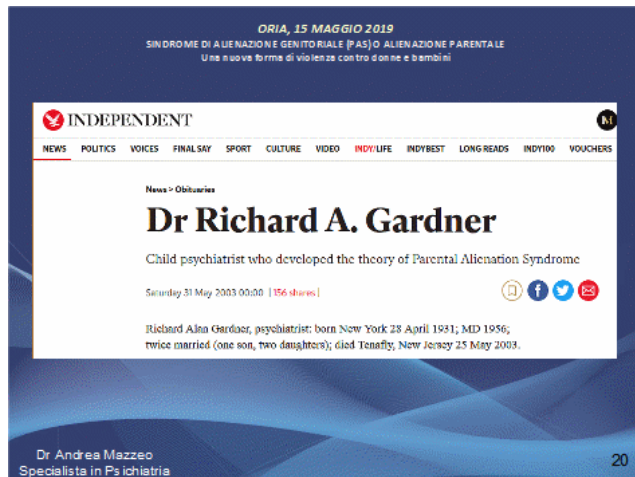 ORIA, 15 MAGGIO 2019
SINDROME DI ALIENAZIONE GENITORIALE (PAS) O ALIENAZIONE PARENTALE
Una nuova forma di violenza contro donne e bambini
INDEPENDENT
M
NEWS POLITICS VOICES FINAL SAY SPORT CULTURE VIDEO INDY/LIFE INDYBEST LONG READS INDY100 VOUCHERS
News > Obituaries
Dr Richard A. Gardner
Child psychiatrist who developed the theory of Parental Alienation Syndrome
Saturday 31 May 2003 00:00 | 156 shares |
Richard Alan Gardner, psychiatrist: born New York 28 April 1931; MD 1956;
twice married (one son, two daughters); died Tenafly, New Jersey 25 May 2003.
Dr Andrea Mazzeo
Specialista in Psichiatria
20